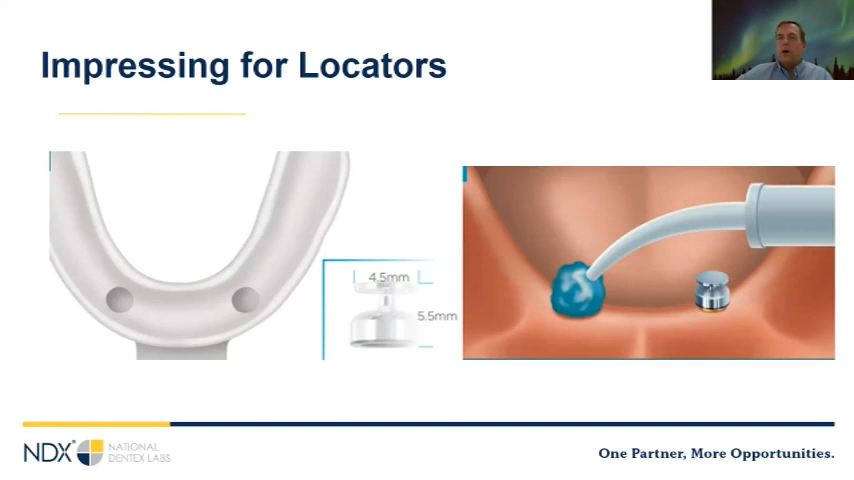 Impressing for Locators
4.5mm
5.5mm
NDX
NATIONAL
DENTEX LABS
One Partner, More Opportunities.